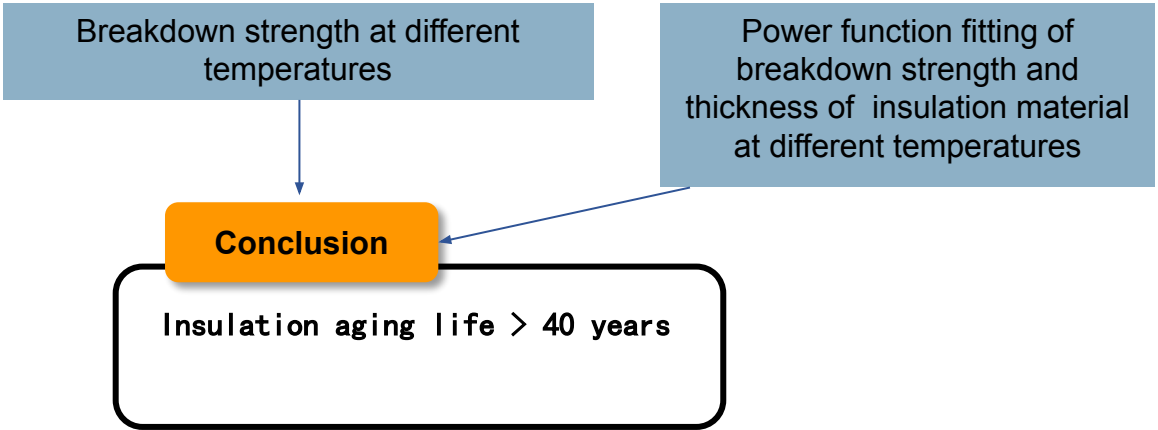 Breakdown strength at different
temperatures
Power function fitting of
breakdown strength and
thickness of insulation material
at different temperatures
Conclusion
Insulation aging life > 40 years